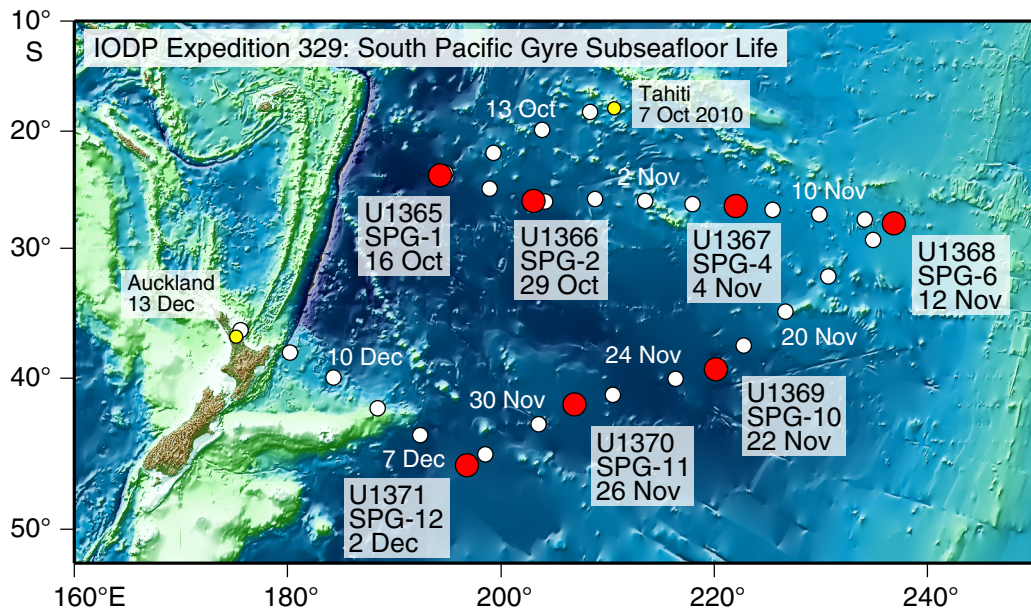 10°
S
IODP Expedition 329: South Pacific Gyre Subseafloor Life
Tahiti
7 Oct 2010
13 Oct
20°
2 Nov
10 Nov
U1365
SPG-1
16 Oct
U1366
SPG-2
29 Oct
U1367
SPG-4
4 Nov
U1368
SPG-6
12 Nov
30°
Auckland
13 Dec
20 Nov
10 Dec
24 Nov
40°
30 Nov
U1369
SPG-10
22 Nov
7 Dec
U1370
SPG-11
26 Nov
U1371
SPG-12
2 Dec
50°
160°E
180°
200°
220°
240°